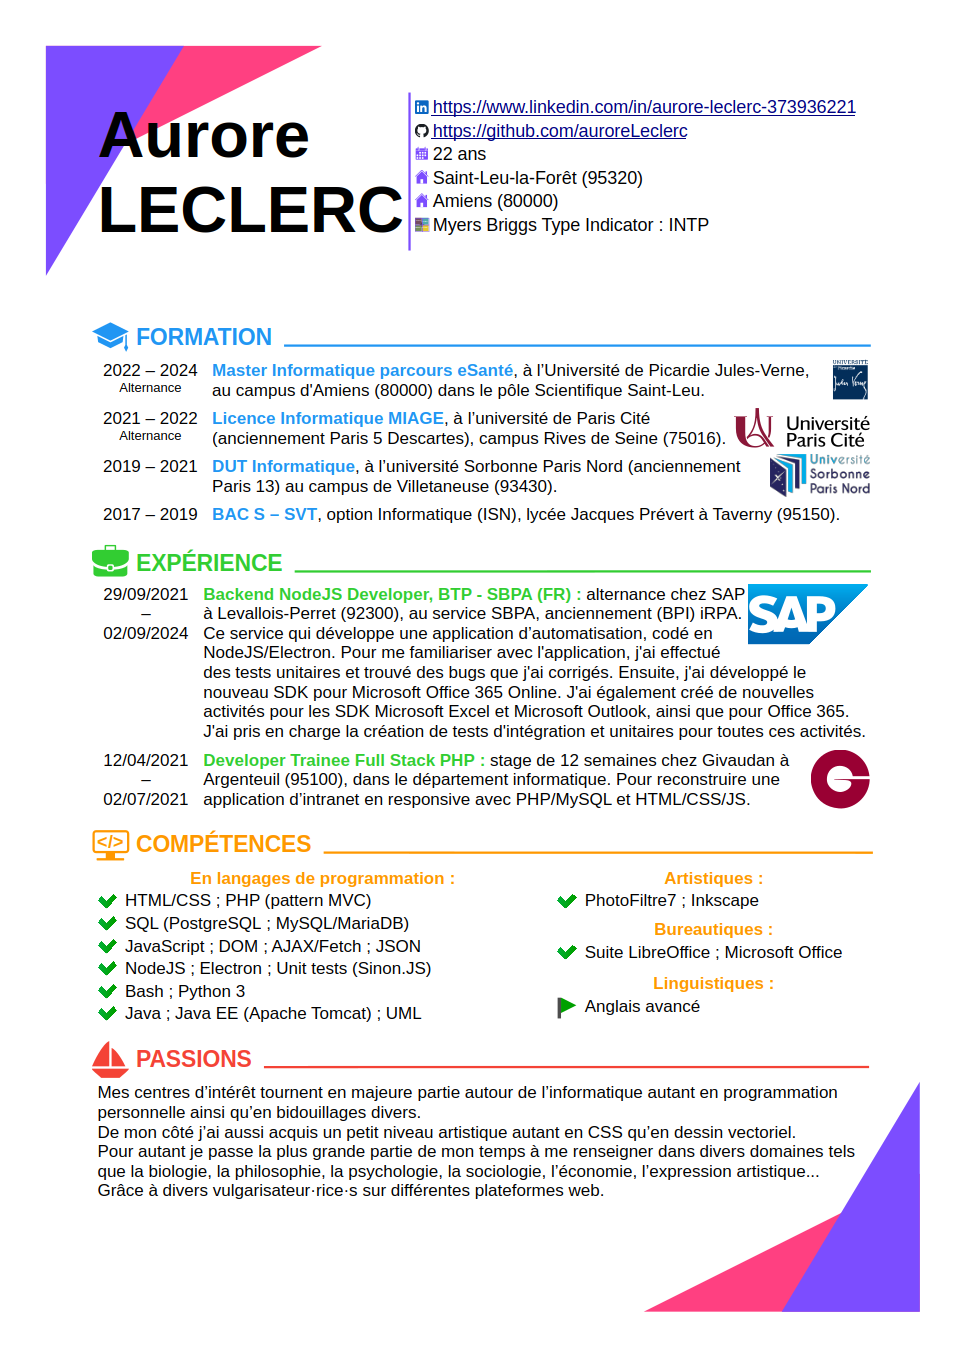 Aurore
LECLERC
https://www.linkedin.com/in/aurore-leclerc-373936221
https://github.com/auroreLeclerc
22 ans
Saint-Leu-la-Forêt (95320)
Amiens (80000)
Myers Briggs Type Indicator : INTP
FORMATION
2022 – 2024 Master Informatique parcours eSanté, à l’Université de Picardie Jules-Verne,
Alternance au campus d'Amiens (80000) dans le pôle Scientifique Saint-Leu.
UNIVERSITÉ
de Picardie
Jules Verne
2021 – 2022 Licence Informatique MIAGE, à l’université de Paris Cité
Alternance (anciennement Paris 5 Descartes), campus Rives de Seine (75016).
Université
Paris Cité
2019 – 2021 DUT Informatique, à l’université Sorbonne Paris Nord (anciennement
Paris 13) au campus de Villetaneuse (93430).
Université
Sorbonne
Paris Nord
2017 – 2019 BAC S – SVT, option Informatique (ISN), lycée Jacques Prévert à Taverny (95150).
EXPÉRIENCE
29/09/2021 Backend NodeJS Developer, BTP - SBPA (FR) : alternance chez SAP
– à Levallois-Perret (92300), au service SBPA, anciennement (BPI) iRPA.
02/09/2024 Ce service qui développe une application d’automatisation, codé en
NodeJS/Electron. Pour me familiariser avec l'application, j'ai effectué
des tests unitaires et trouvé des bugs que j'ai corrigés. Ensuite, j'ai développé le
nouveau SDK pour Microsoft Office 365 Online. J'ai également créé de nouvelles
activités pour les SDK Microsoft Excel et Microsoft Outlook, ainsi que pour Office 365.
J'ai pris en charge la création de tests d'intégration et unitaires pour toutes ces activités.
SAP
12/04/2021 Developer Trainee Full Stack PHP : stage de 12 semaines chez Givaudan à
– Argenteuil (95100), dans le département informatique. Pour reconstruire une
02/07/2021 application d’intranet en responsive avec PHP/MySQL et HTML/CSS/JS.
</>
COMPÉTENCES
En langages de programmation :
HTML/CSS ; PHP (pattern MVC)
SQL (PostgreSQL ; MySQL/MariaDB)
JavaScript ; DOM ; AJAX/Fetch ; JSON
NodeJS ; Electron ; Unit tests (Sinon.JS)
Bash ; Python 3
Java ; Java EE (Apache Tomcat) ; UML
Artistiques :
PhotoFiltre7 ; Inkscape
Bureautiques :
Suite LibreOffice ; Microsoft Office
Linguistiques :
Anglais avancé
PASSIONS
Mes centres d’intérêt tournent en majeure partie autour de l’informatique autant en programmation
personnelle ainsi qu’en bidouillages divers.
De mon côté j’ai aussi acquis un petit niveau artistique autant en CSS qu’en dessin vectoriel.
Pour autant je passe la plus grande partie de mon temps à me renseigner dans divers domaines tels
que la biologie, la philosophie, la psychologie, la sociologie, l’économie, l’expression artistique...
Grâce à divers vulgarisateur·rice·s sur différentes plateformes web.